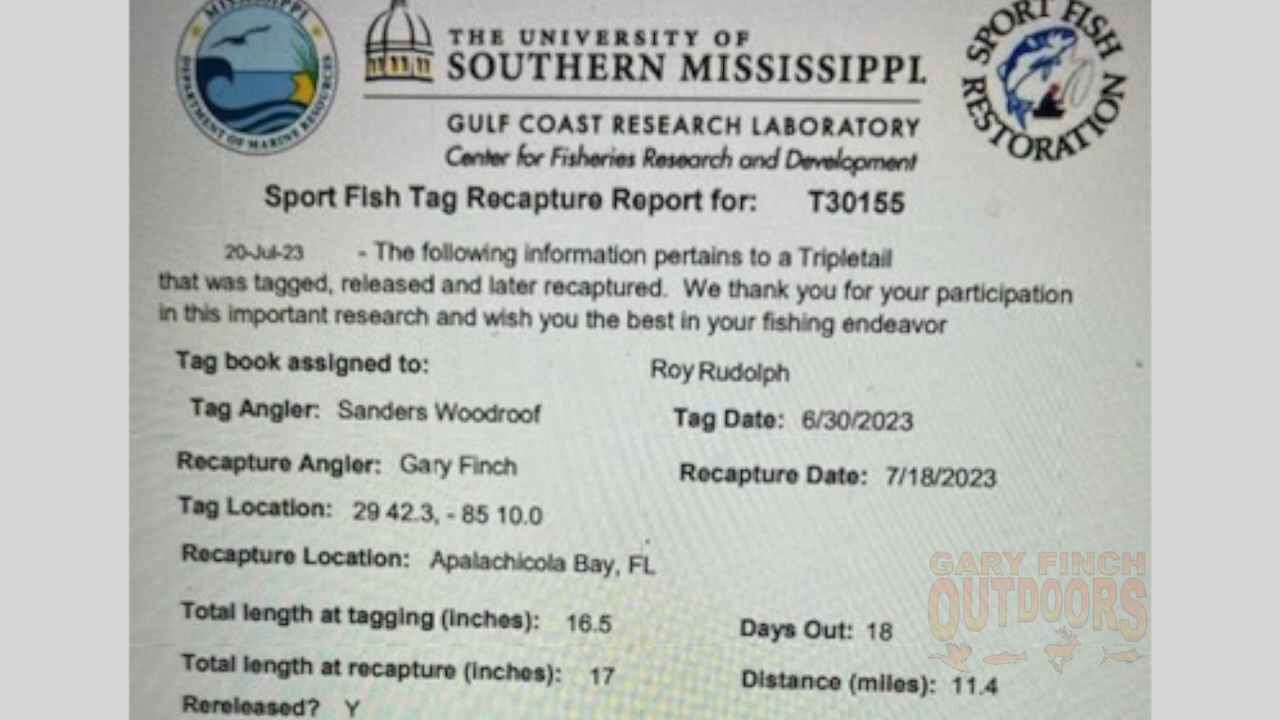 MISSISSIPPI
DEPARTMENT OF MARINE RESOURCES
THE UNIVERSITY OF
SOUTHERN MISSISSIPPI.
SPORT FISH
RESTORATION
GULF COAST RESEARCH LABORATORY
Center for Fisheries Research and Development
Sport Fish Tag Recapture Report for: T30155
20-Jul-23 - The following information pertains to a Tripletail
that was tagged, released and later recaptured. We thank you for your participation
in this important research and wish you the best in your fishing endeavor
Tag book assigned to: Roy Rudolph
Tag Angler: Sanders Woodroof Tag Date: 6/30/2023
Recapture Angler: Gary Finch Recapture Date: 7/18/2023
Tag Location: 29 42.3, - 85 10.0
Recapture Location: Apalachicola Bay, FL
GARY FINCH
OUTDOORS
Total length at tagging (inches): 16.5 Days Out: 18
Total length at recapture (inches): 17 Distance (miles): 11.4
Rereleased? Y